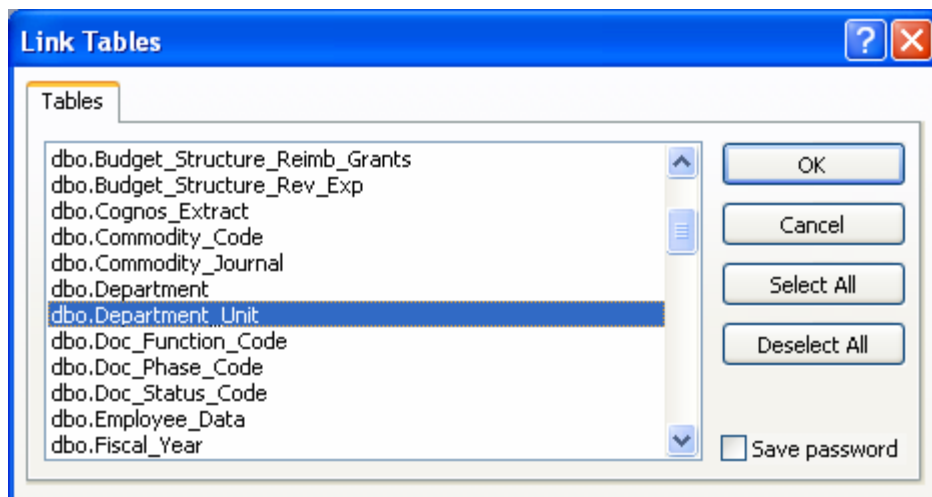 Link Tables
Tables
dbo.Budget_Structure_Reimb_Grants
dbo.Budget_Structure_Rev_Exp
dbo.Cognos_Extract
dbo.Commodity_Code
dbo.Commodity_Journal
dbo.Department
dbo.Department_Unit
dbo.Doc_Function_Code
dbo.Doc_Phase_Code
dbo.Doc_Status_Code
dbo.Employee_Data
dbo.Fiscal_Year
OK
Cancel
Select All
Deselect All
Save password